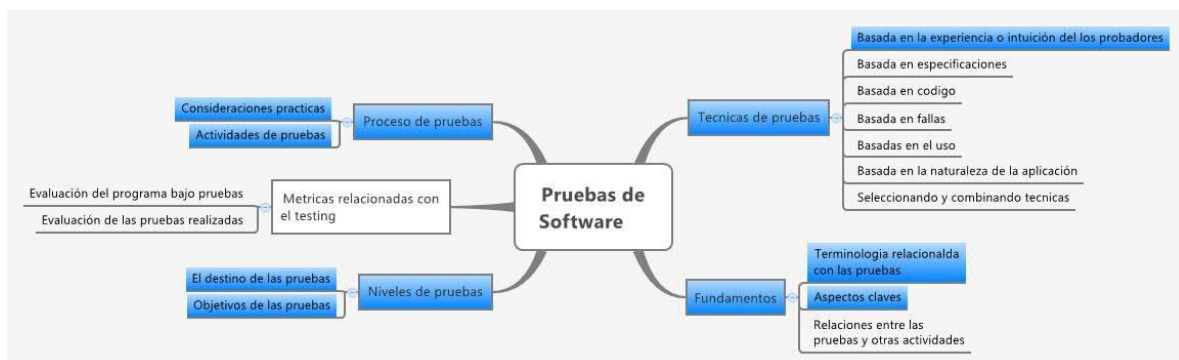 Pruebas de
Software
Proceso de pruebas
Consideraciones practicas
Actividades de pruebas
Metricas relacionadas con
el testing
Evaluación del programa bajo pruebas
Evaluación de las pruebas realizadas
Niveles de pruebas
El destino de las pruebas
Objetivos de las pruebas
Tecnicas de pruebas
Basada en la experiencia o intuición del los probadores
Basada en especificaciones
Basada en codigo
Basada en fallas
Basadas en el uso
Basada en la naturaleza de la aplicación
Seleccionando y combinando tecnicas
Fundamentos
Terminologia relacionalda
con las pruebas
Aspectos claves
Relaciones entre las
pruebas y otras actividades